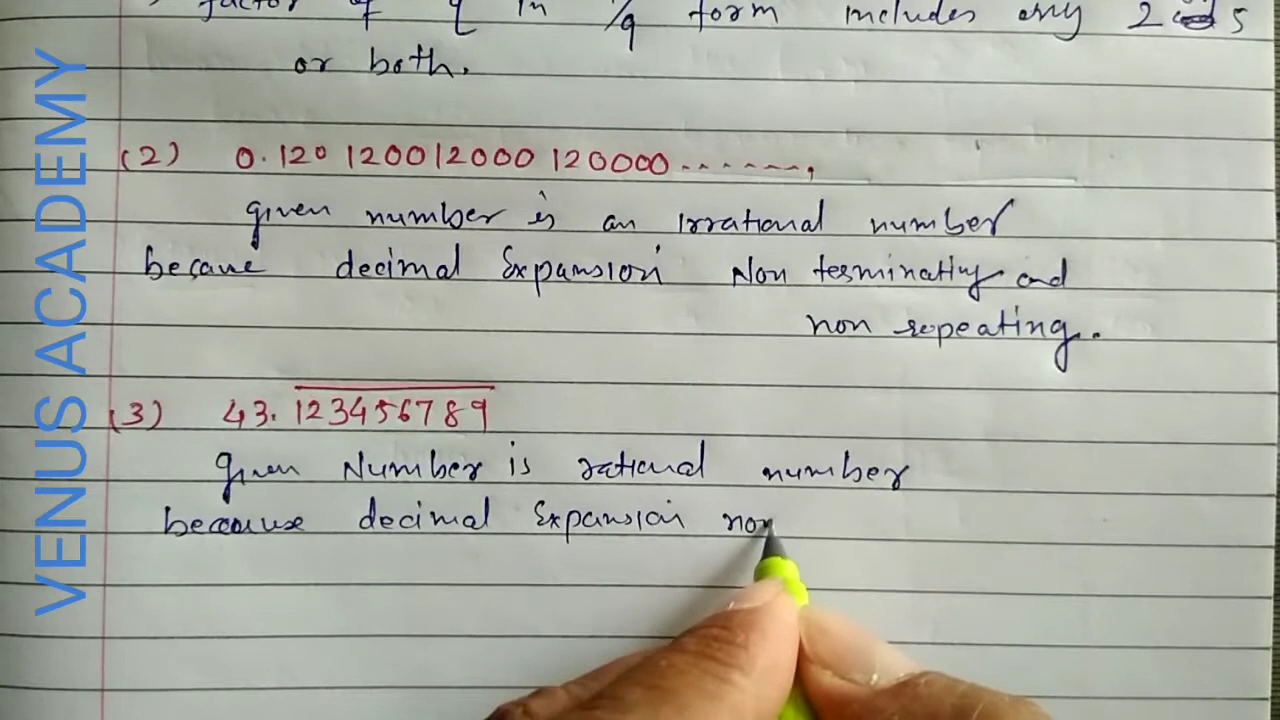 factor of q in /q form includes any 2 5
or both.
(2) 0.120 1200 12000 120000.......,
given number is an irrational number
because decimal Expansion Non terminating and
non repeating.
(3) 43.123456789
given Number is rational number
because decimal Expansion non
VENUS ACADEMY